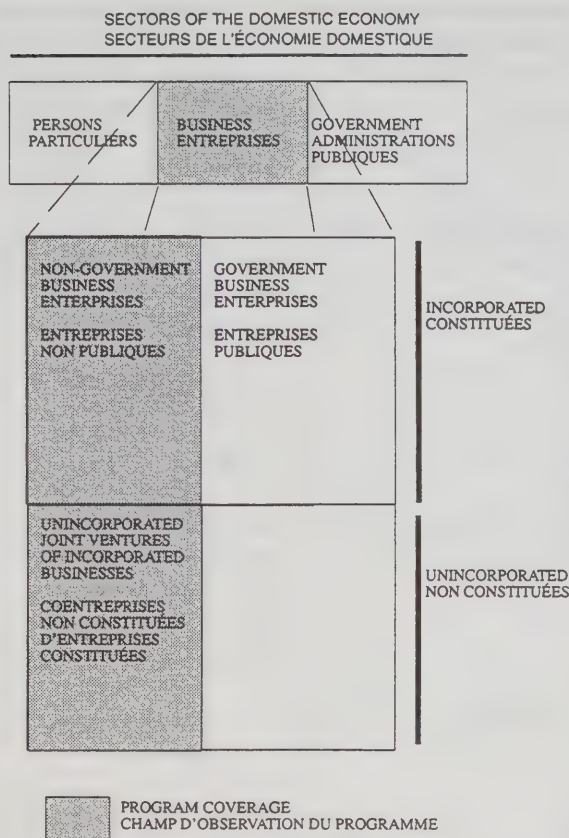 SECTORS OF THE DOMESTIC ECONOMY
SECTEURS DE L'ÉCONOMIE DOMESTIQUE
PERSONS
PARTICULIERS
BUSINESS
ENTREPRISES
GOVERNMENT
ADMINISTRATIONS
PUBLIQUES
NON-GOVERNMENT
BUSINESS
ENTERPRISES
ENTREPRISES
NON PUBLIQUES
GOVERNMENT
BUSINESS
ENTERPRISES
ENTREPRISES
PUBLIQUES
INCORPORATED
CONSTITUÉES
UNINCORPORATED
JOINT VENTURES
OF INCORPORATED
BUSINESSES
COENTREPRISES
NON CONSTITUÉES
D'ENTREPRISES
CONSTITUÉES
UNINCORPORATED
NON CONSTITUÉES
PROGRAM COVERAGE
CHAMP D'OBSERVATION DU PROGRAMME